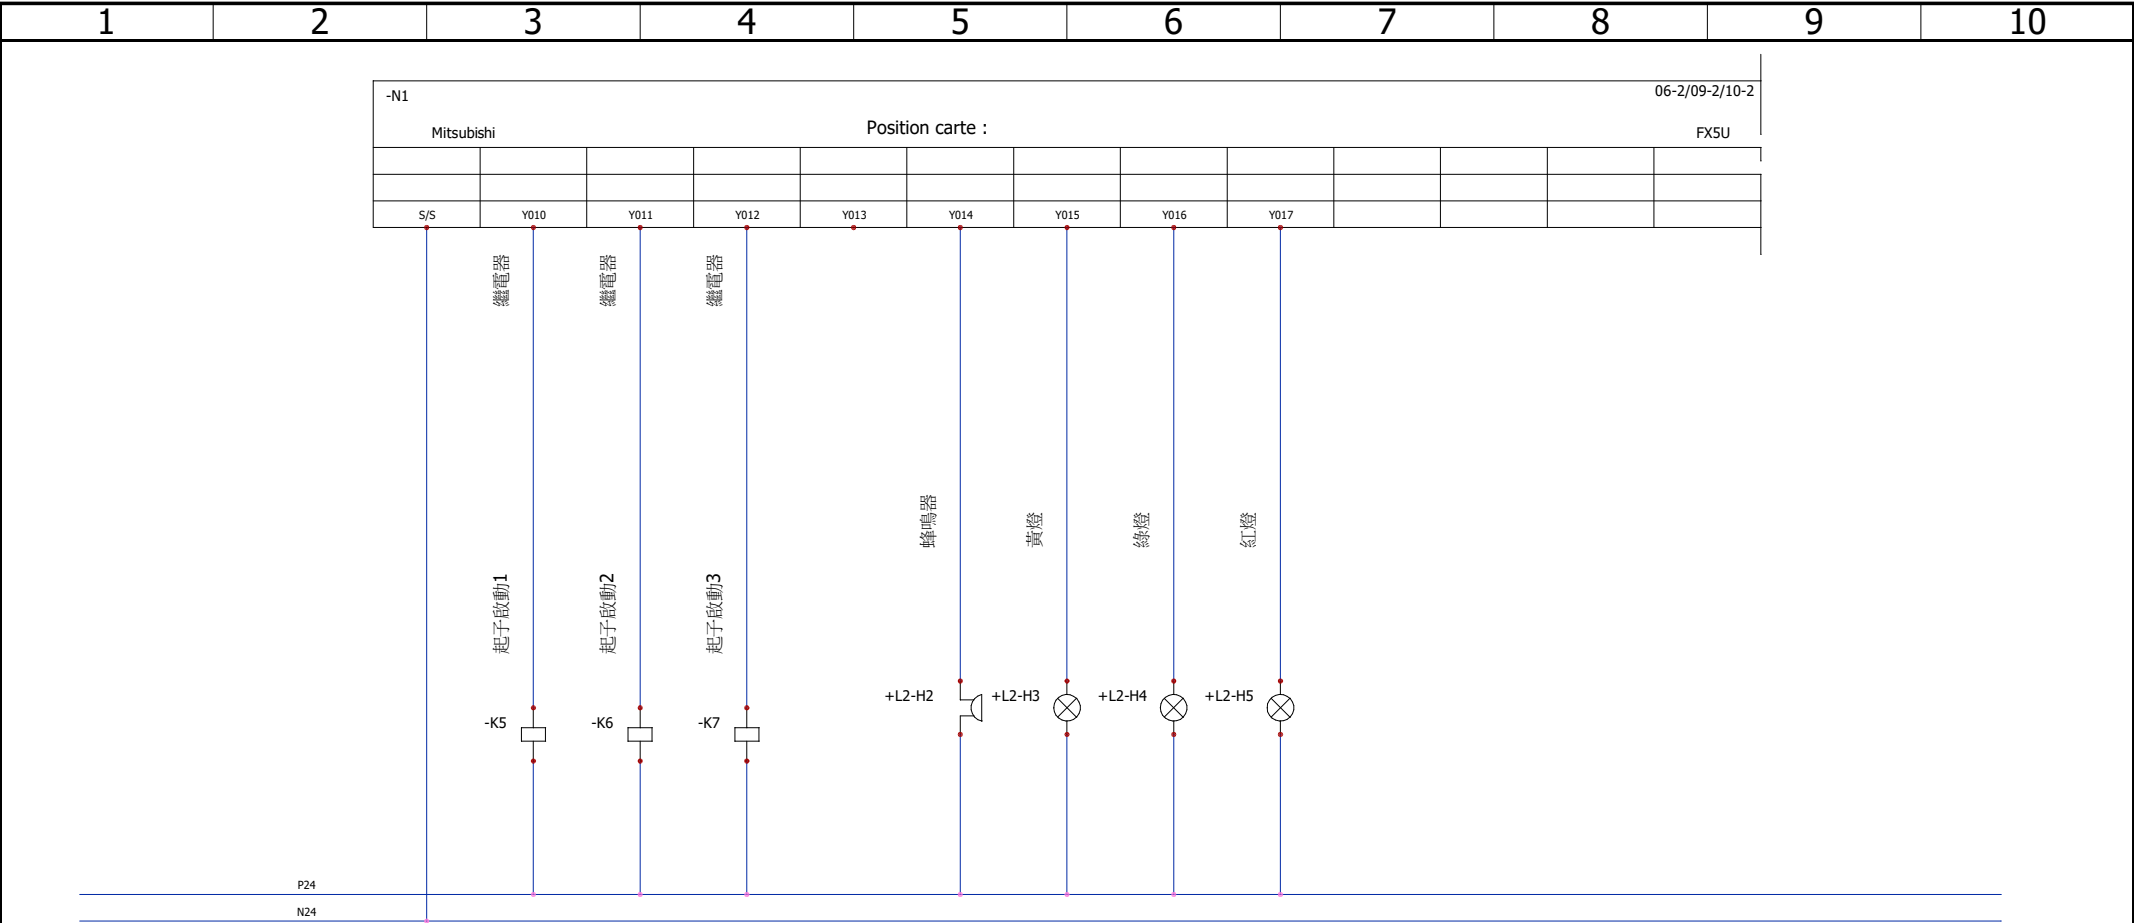 1 2 3 4 5 6 7 8 9 10
-N1 06-2/09-2/10-2
Mitsubishi Position carte : FX5U
S/S Y010 Y011 Y012 Y013 Y014 Y015 Y016 Y017
繼電器 繼電器 繼電器
蜂鳴器 黃燈 綠燈 紅燈
起子啟動1 起子啟動2 起子啟動3
+L2-H2 +L2-H3 +L2-H4 +L2-H5
-K5 -K6 -K7
P24
N24